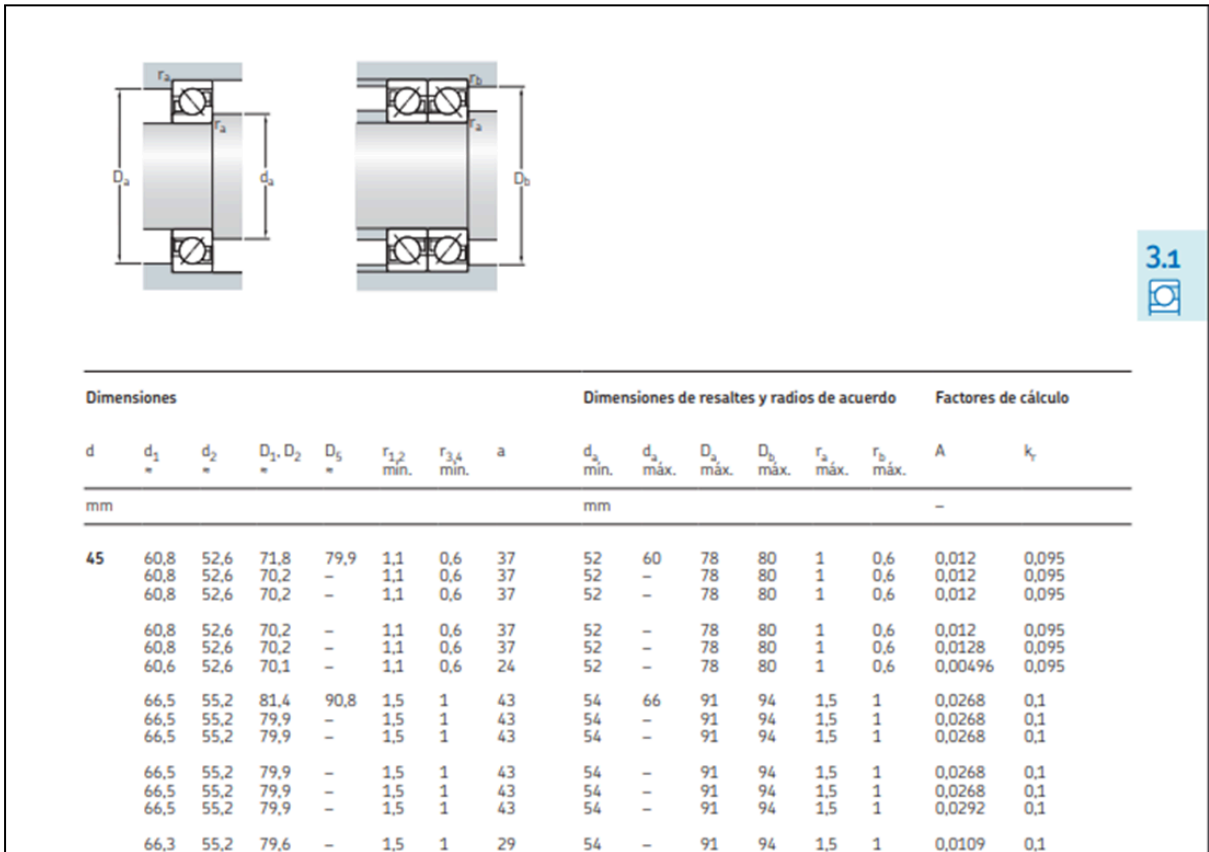 ra
rb
ra
ra
Da
da
Db
3.1
Dimensiones
Dimensiones de resaltes y radios de acuerdo
Factores de cálculo
d d1 d2 D1, D2 D5 r1,2 r3,4 a da da Da Db ra rb A kr
≈ ≈ ≈ ≈ mín. mín. mín. máx. máx. máx. máx. máx.
mm mm –
45 60,8 52,6 71,8 79,9 1,1 0,6 37 52 60 78 80 1 0,6 0,012 0,095
60,8 52,6 70,2 – 1,1 0,6 37 52 – 78 80 1 0,6 0,012 0,095
60,8 52,6 70,2 – 1,1 0,6 37 52 – 78 80 1 0,6 0,012 0,095
60,8 52,6 70,2 – 1,1 0,6 37 52 – 78 80 1 0,6 0,012 0,095
60,8 52,6 70,2 – 1,1 0,6 37 52 – 78 80 1 0,6 0,0128 0,095
60,6 52,6 70,1 – 1,1 0,6 24 52 – 78 80 1 0,6 0,00496 0,095
66,5 55,2 81,4 90,8 1,5 1 43 54 66 91 94 1,5 1 0,0268 0,1
66,5 55,2 79,9 – 1,5 1 43 54 – 91 94 1,5 1 0,0268 0,1
66,5 55,2 79,9 – 1,5 1 43 54 – 91 94 1,5 1 0,0268 0,1
66,5 55,2 79,9 – 1,5 1 43 54 – 91 94 1,5 1 0,0268 0,1
66,5 55,2 79,9 – 1,5 1 43 54 – 91 94 1,5 1 0,0268 0,1
66,5 55,2 79,9 – 1,5 1 43 54 – 91 94 1,5 1 0,0292 0,1
66,3 55,2 79,6 – 1,5 1 29 54 – 91 94 1,5 1 0,0109 0,1